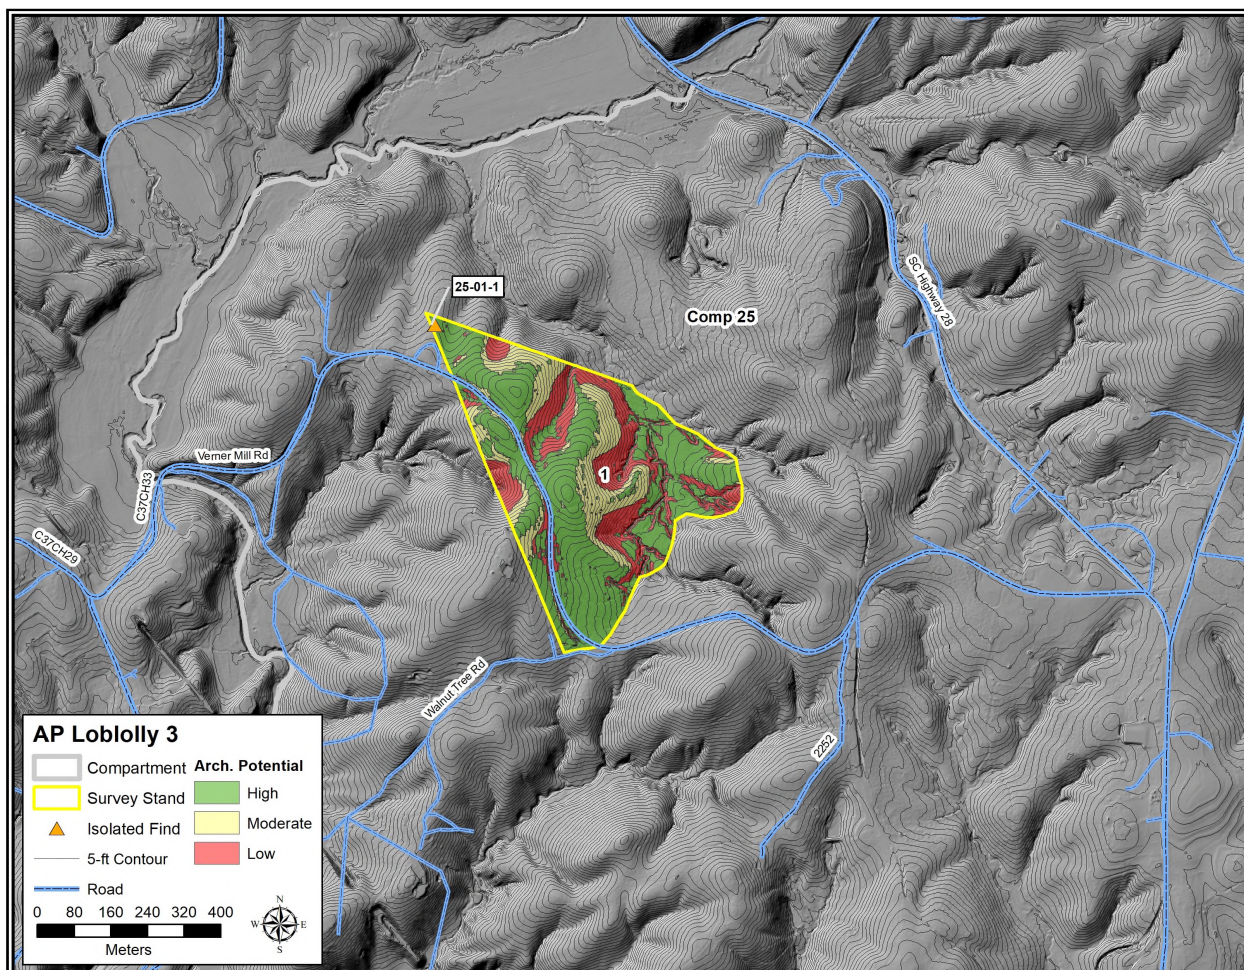 25-01-1
Comp 25
SC Highway 28
1
Verner Mill Rd
C37CH33
C37CH29
Walnut Tree Rd
2252
AP Loblolly 3
Compartment
Survey Stand
Isolated Find
5-ft Contour
Road
Arch. Potential
High
Moderate
Low
0 80 160 240 320 400
Meters
N
W E
S